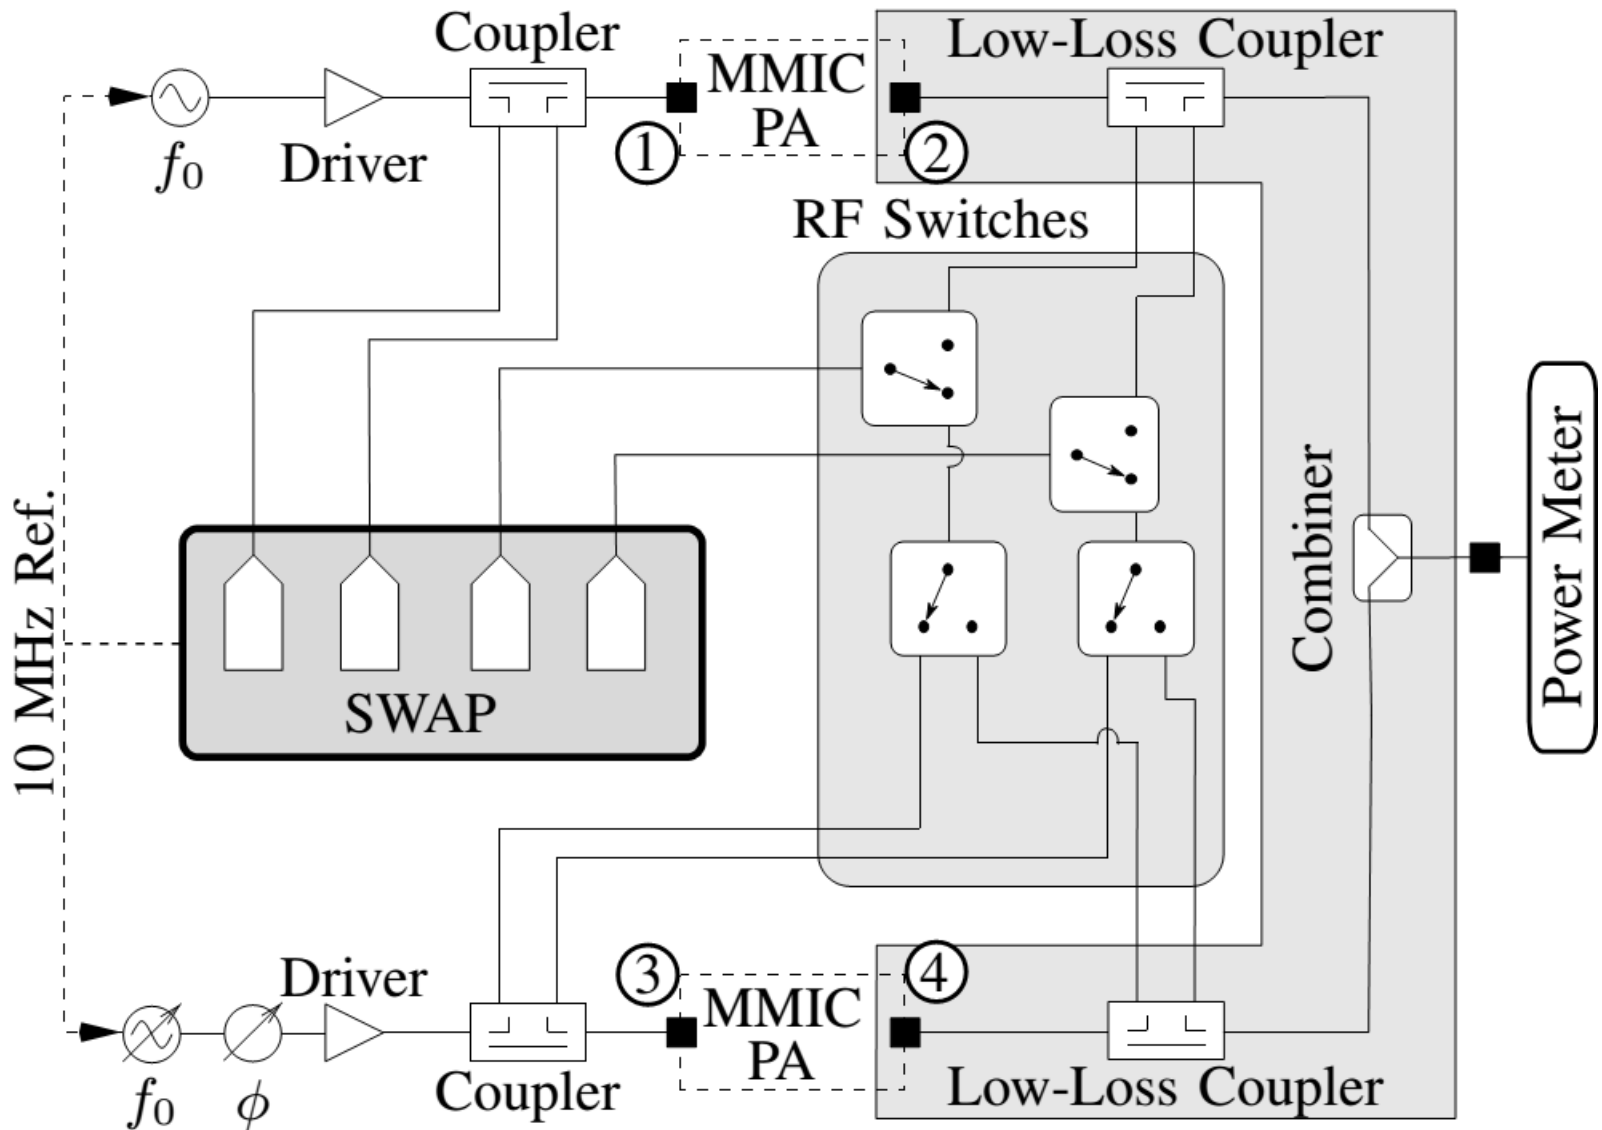 Coupler
Low-Loss Coupler
MMIC
PA
f0
Driver
1
2
RF Switches
10 MHz Ref.
SWAP
Combiner
Power Meter
Driver
3
4
MMIC
PA
f0
ϕ
Coupler
Low-Loss Coupler